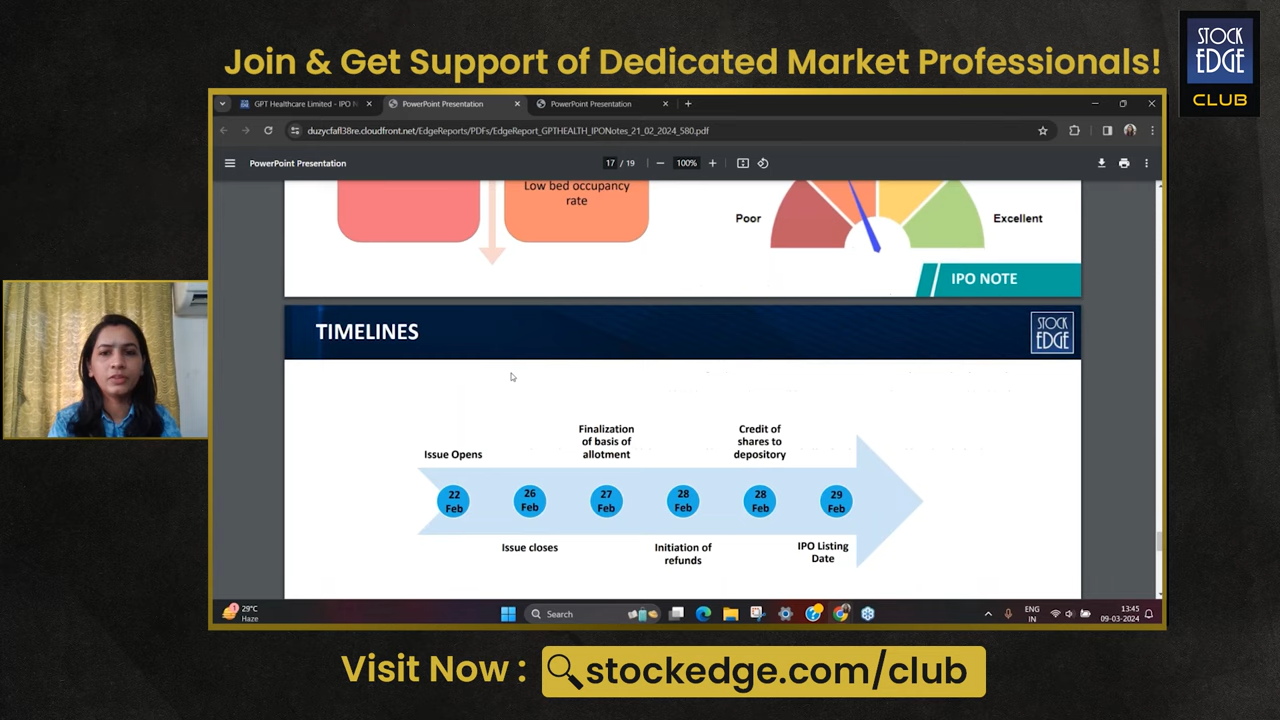 Join & Get Support of Dedicated Market Professionals!
STOCK
EDGE
CLUB
GPT Healthcare Limited - IPO N
PowerPoint Presentation
PowerPoint Presentation
duzycfafl38re.cloudfront.net/EdgeReports/PDFs/EdgeReport_GPTHEALTH_IPONotes_21_02_2024_580.pdf
PowerPoint Presentation
17 / 19
100%
Low bed occupancy
rate
Poor
Excellent
IPO NOTE
TIMELINES
STOCK
EDGE
Issue Opens
Finalization
of basis of
allotment
Credit of
shares to
depository
22
Feb
26
Feb
27
Feb
28
Feb
28
Feb
29
Feb
Issue closes
Initiation of
refunds
IPO Listing
Date
29°C
Haze
Search
ENG
IN
13:45
09-03-2024
Visit Now :
stockedge.com/club